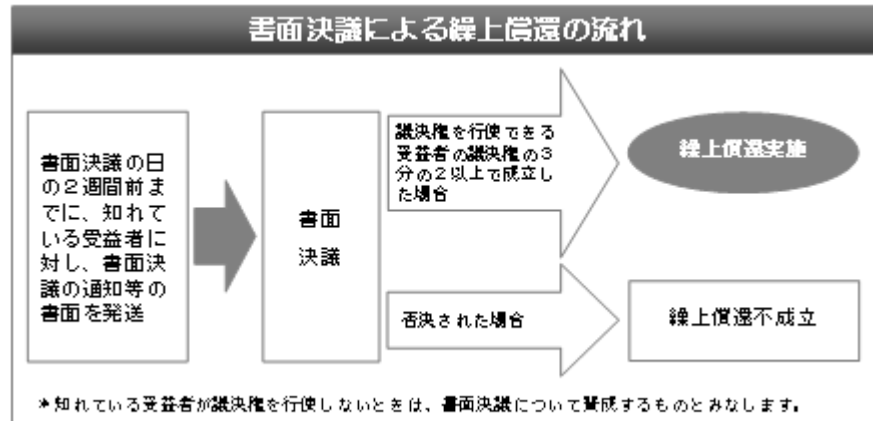 書面決議による繰上償還の流れ
書面決議の日
の２週間前ま
でに、知れて
いる受益者に
対し、書面決
議の通知等の
書面を発送
書面
決議
議決権を行使できる
受益者の議決権の３
分の２以上で成立し
た場合
繰上償還実施
否決された場合
繰上償還不成立
＊知れている受益者が議決権を行使しないときは、書面決議について賛成するものとみなします。